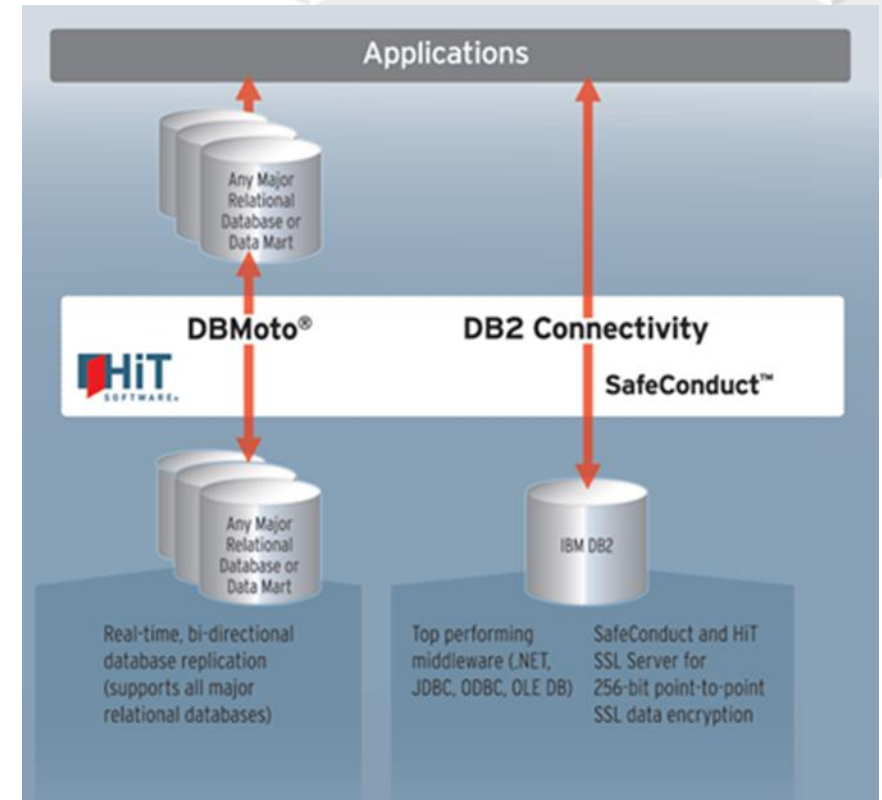 Applications
Any Major
Relational
Database or
Data Mart
DBMoto®
DB2 Connectivity
HiT
SOFTWARE®
SafeConduct™
Any Major
Relational
Database or
Data Mart
IBM DB2
Real-time, bi-directional
database replication
(supports all major
relational databases)
Top performing
middleware (.NET,
JDBC, ODBC, OLE DB)
SafeConduct and HiT
SSL Server for
256-bit point-to-point
SSL data encryption